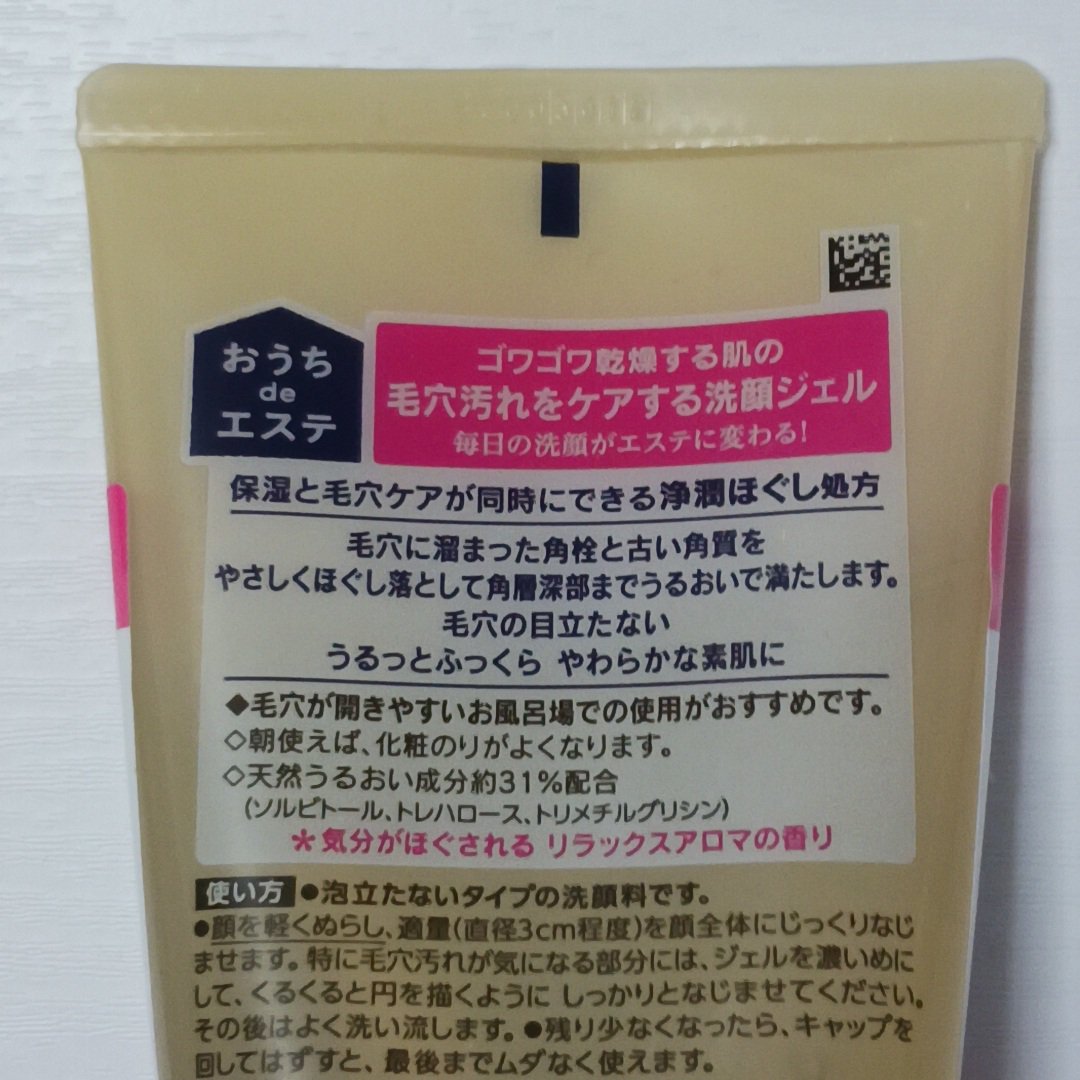 おうち
de
エステ
ゴワゴワ乾燥する肌の
毛穴汚れをケアする洗顔ジェル
毎日の洗顔がエステに変わる!
保湿と毛穴ケアが同時にできる浄潤ほぐし処方
毛穴に溜まった角栓と古い角質を
やさしくほぐし落として角層深部までうるおいで満たします。
毛穴の目立たない
うるっとふっくら やわらかな素肌に
◆毛穴が開きやすいお風呂場での使用がおすすめです。
◇朝使えば、化粧のりがよくなります。
◇天然うるおい成分約31%配合
(ソルビトール、トレハロース、トリメチルグリシン)
*気分がほぐされる リラックスアロマの香り
使い方 ●泡立たないタイプの洗顔料です。
●顔を軽くぬらし、適量(直径3cm程度)を顔全体にじっくりなじ
ませます。特に毛穴汚れが気になる部分には、ジェルを濃いめに
して、くるくると円を描くように しっかりとなじませてください。
その後はよく洗い流します。●残り少なくなったら、キャップを
回してはずすと、最後までムダなく使えます。